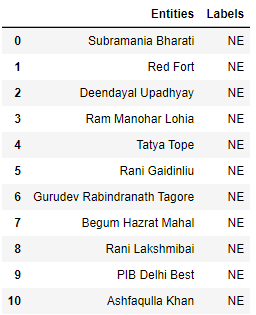 Entities Labels
0 Subramania Bharati NE
1 Red Fort NE
2 Deendayal Upadhyay NE
3 Ram Manohar Lohia NE
4 Tatya Tope NE
5 Rani Gaidinliu NE
6 Gurudev Rabindranath Tagore NE
7 Begum Hazrat Mahal NE
8 Rani Lakshmibai NE
9 PIB Delhi Best NE
10 Ashfaqulla Khan NE